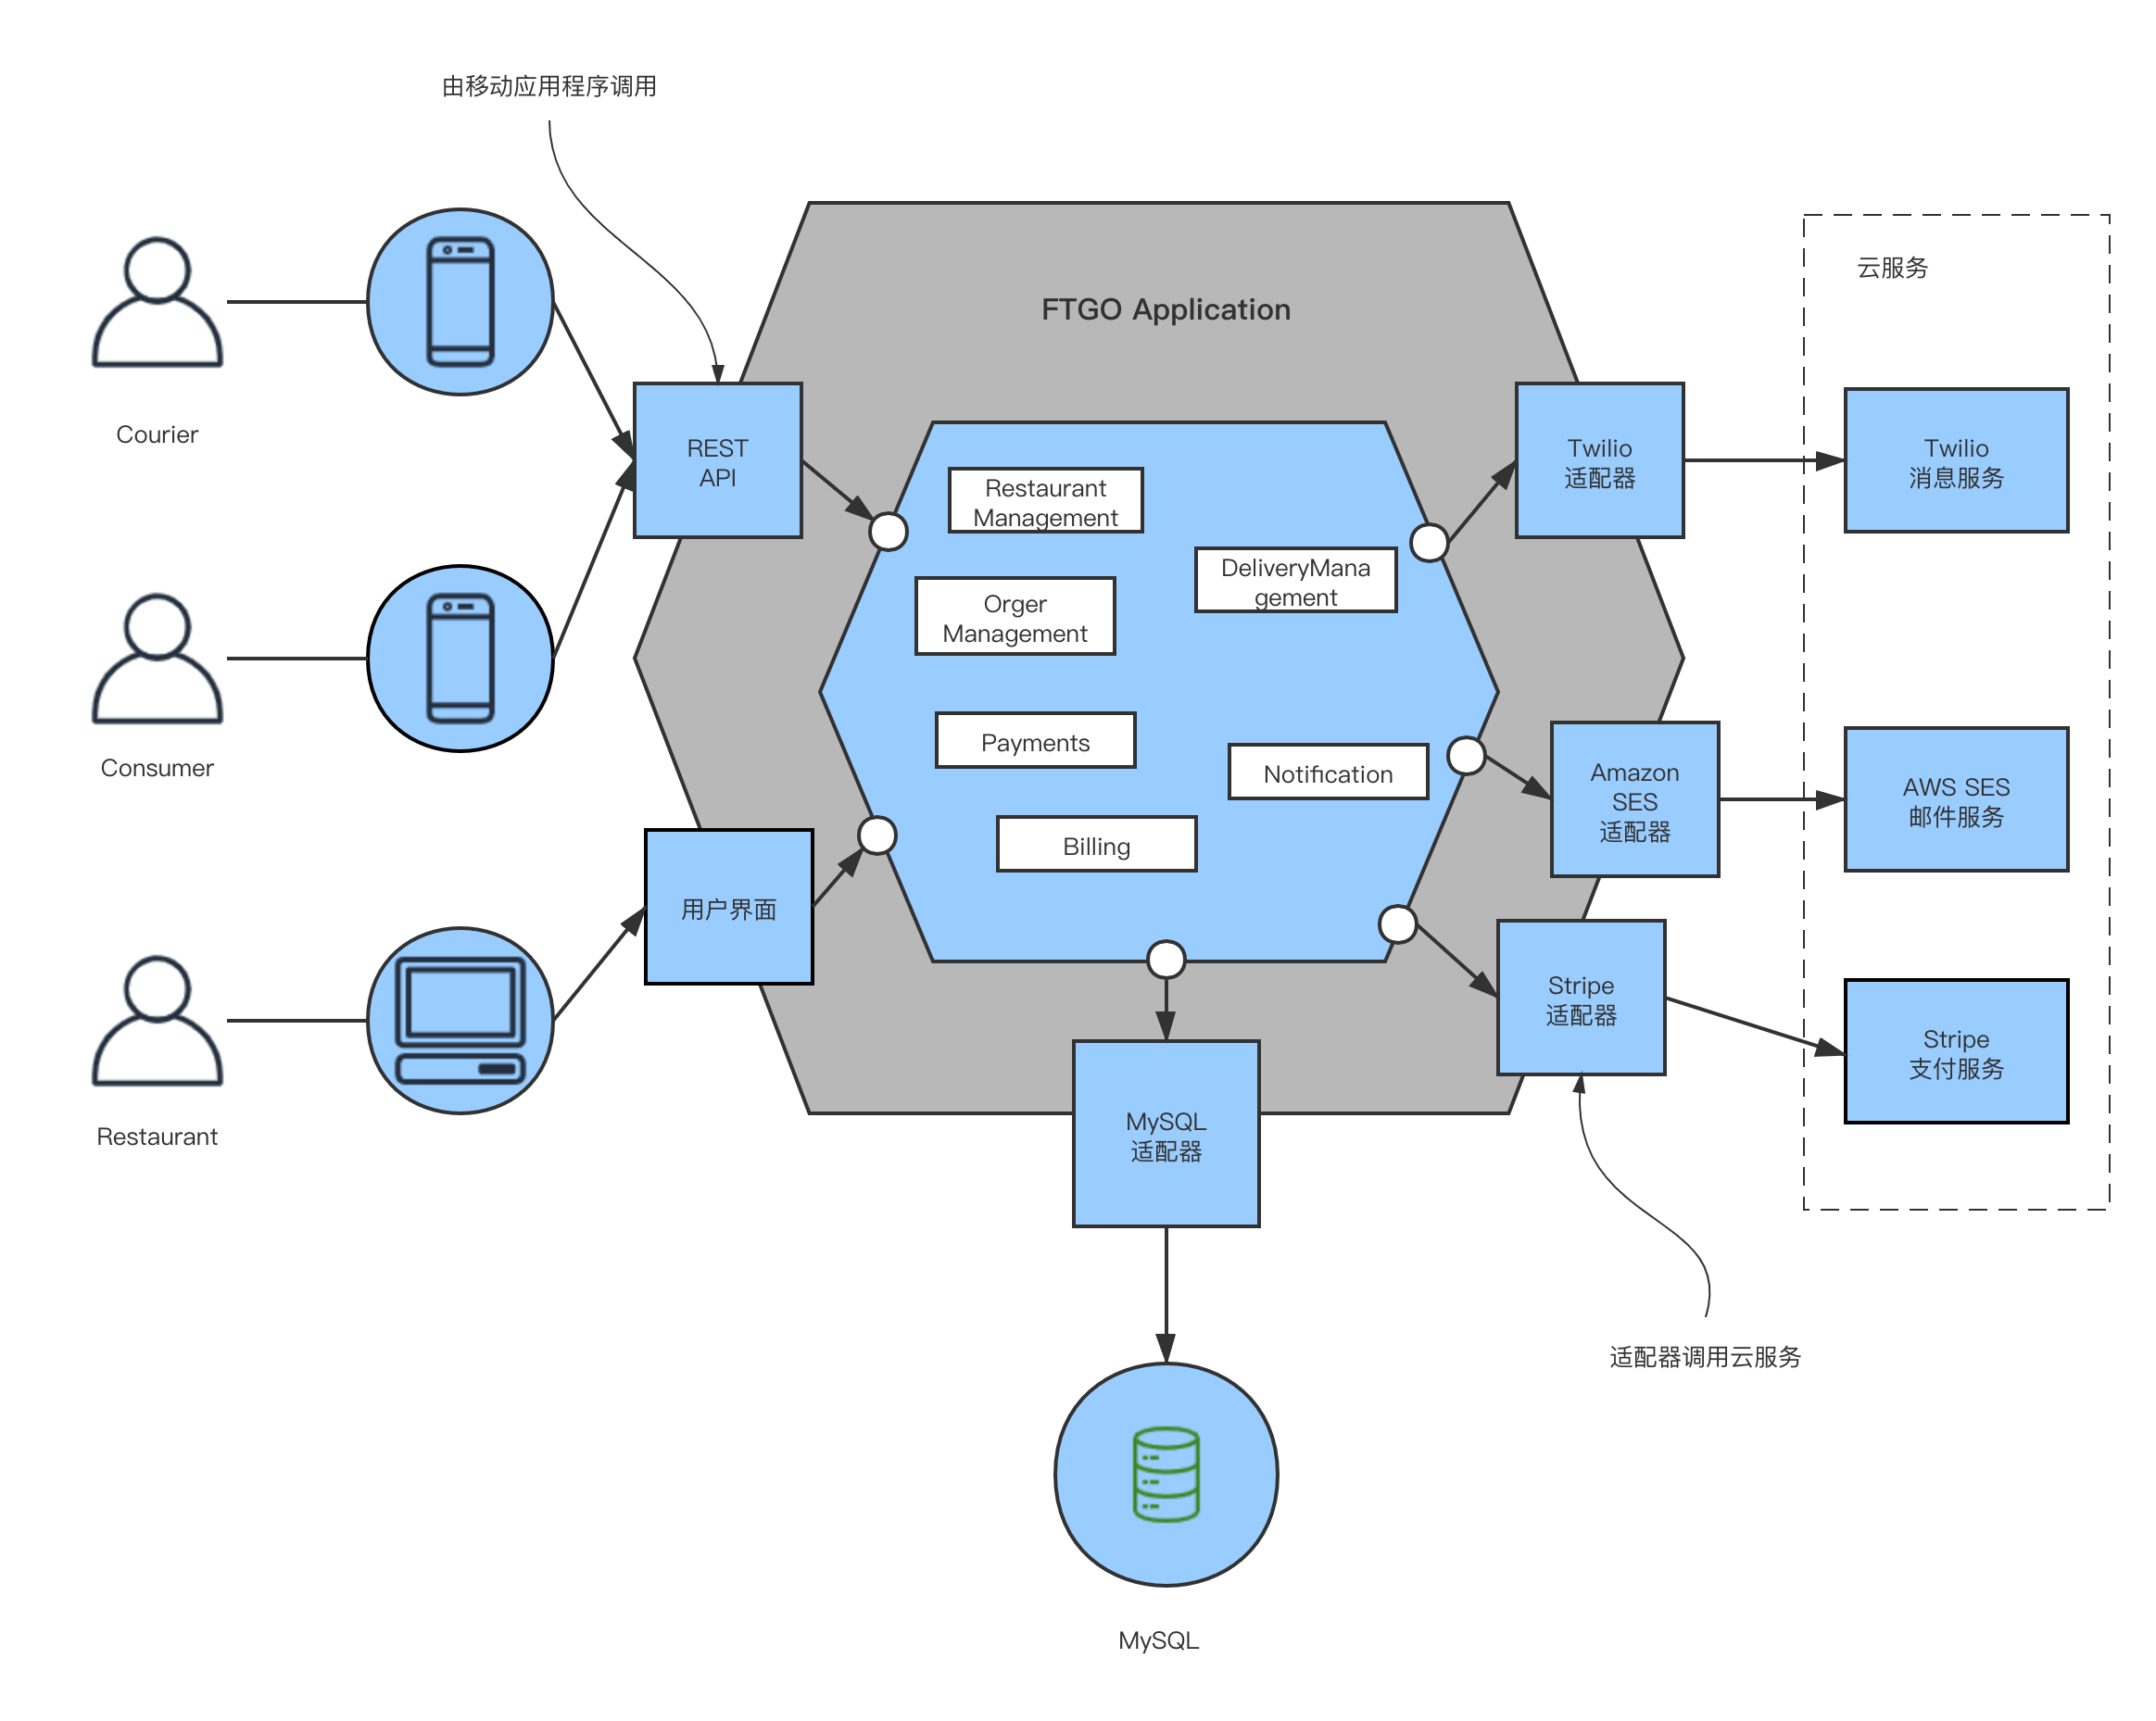 由移动应用程序调用
云服务
FTGO Application
Courier
REST
API
Twilio
适配器
Twilio
消息服务
Restaurant
Management
DeliveryMana
gement
Orger
Management
Consumer
Payments
Notification
Amazon
SES
适配器
AWS SES
邮件服务
Billing
用户界面
Stripe
适配器
Stripe
支付服务
Restaurant
MySQL
适配器
适配器调用云服务
MySQL